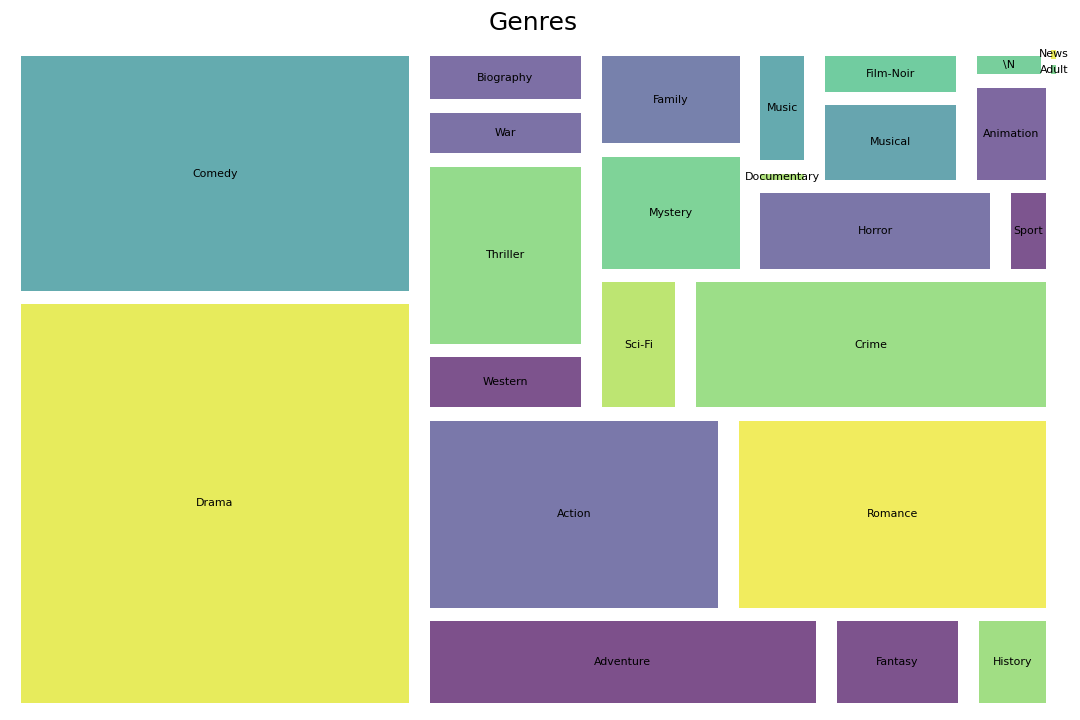 Genres
News
Adult
\N
Film-Noir
Biography
Family
Music
Animation
War
Musical
Comedy
Documentary
Mystery
Horror
Sport
Thriller
Sci-Fi
Crime
Western
Drama
Action
Romance
Adventure
Fantasy
History